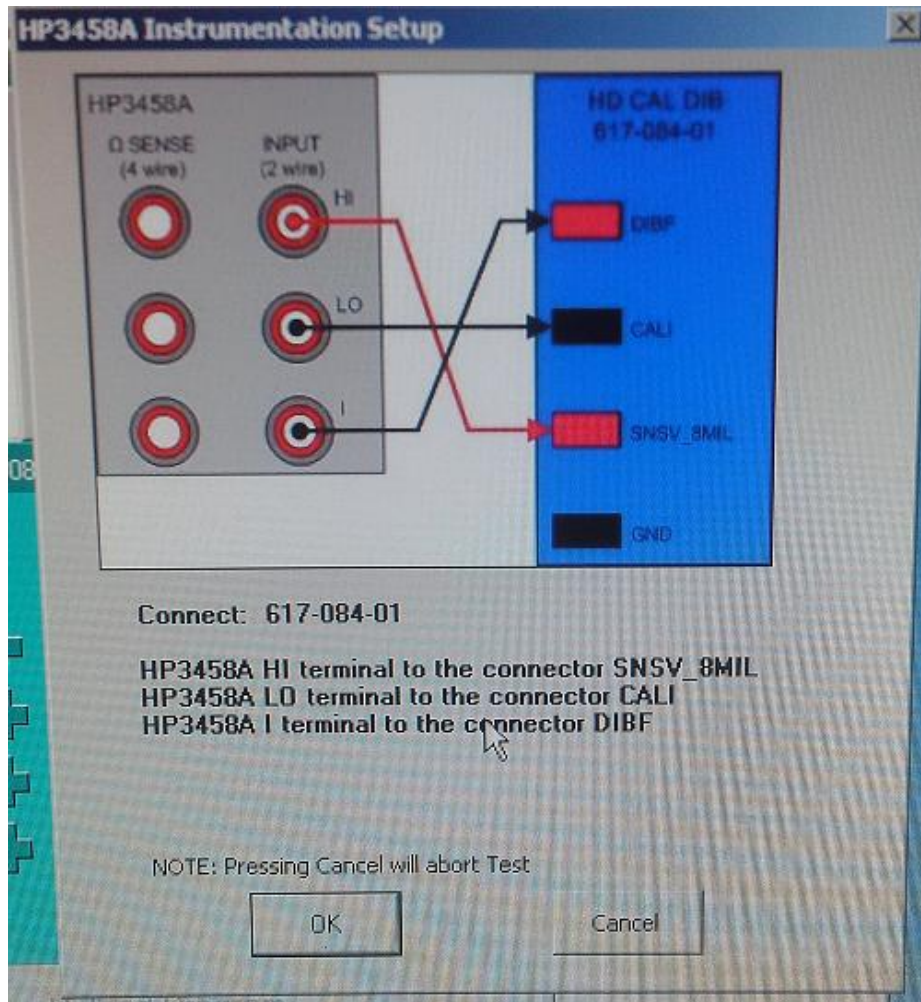 HP3458A Instrumentation Setup
HP3458A
Ω SENSE
(4 wire)
INPUT
(2 wire)
HI
LO
I
HD CAL DIB
617-084-01
DIBF
CALI
SNSV_8MIL
GND
08
Connect: 617-084-01
HP3458A HI terminal to the connector SNSV_8MIL
HP3458A LO terminal to the connector CALI
HP3458A I terminal to the connector DIBF
NOTE: Pressing Cancel will abort Test
OK
Cancel